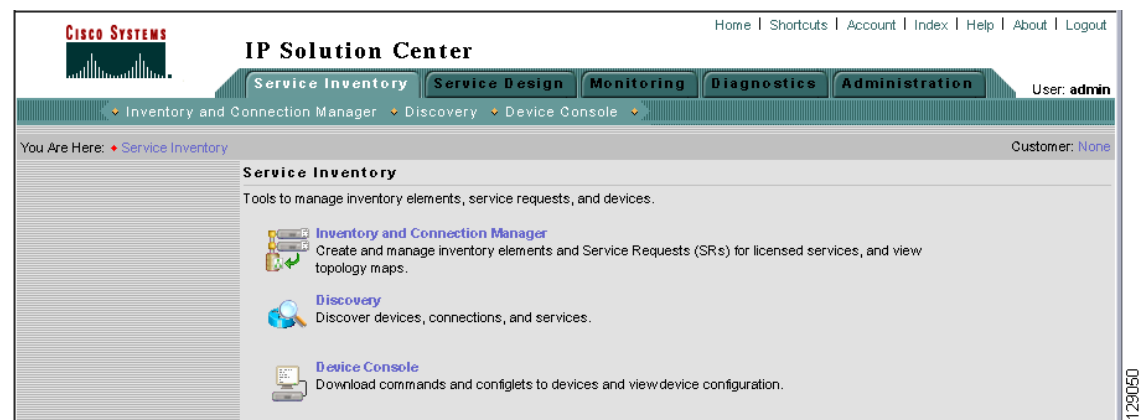 CISCO SYSTEMS
Home | Shortcuts | Account | Index | Help | About | Logout
IP Solution Center
Service Inventory Service Design Monitoring Diagnostics Administration
User: admin
Inventory and Connection Manager Discovery Device Console
You Are Here: Service Inventory
Customer: None
Service Inventory
Tools to manage inventory elements, service requests, and devices.
Inventory and Connection Manager
Create and manage inventory elements and Service Requests (SRs) for licensed services, and view
topology maps.
Discovery
Discover devices, connections, and services.
Device Console
Download commands and configlets to devices and view device configuration.
129050